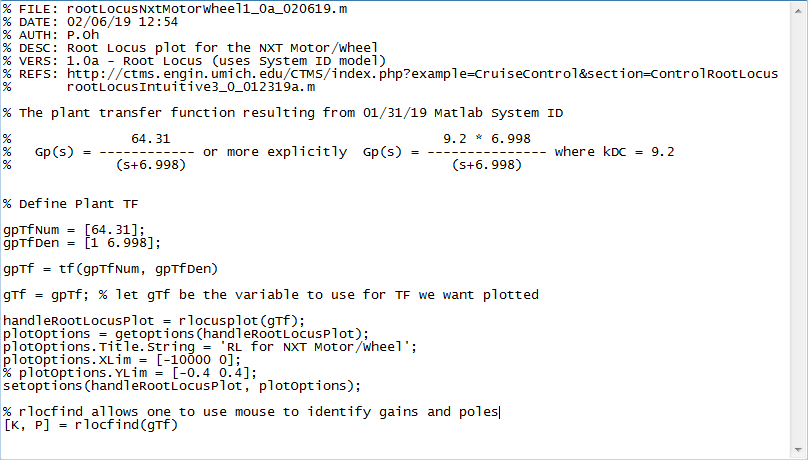 % FILE: rootLocusNxtMotorWheel1_0a_020619.m
% DATE: 02/06/19 12:54
% AUTH: P.Oh
% DESC: Root Locus plot for the NXT Motor/Wheel
% VERS: 1.0a - Root Locus (uses System ID model)
% REFS: http://ctms.engin.umich.edu/CTMS/index.php?example=CruiseControl&section=ControlRootLocus
%       rootLocusIntuitive3_0_012319a.m

% The plant transfer function resulting from 01/31/19 Matlab System ID

%               64.31                                  9.2 * 6.998
%   Gp(s) = ------------ or more explicitly  Gp(s) = --------------- where kDC = 9.2
%             (s+6.998)                                 (s+6.998)

% Define Plant TF

gpTfNum = [64.31];
gpTfDen = [1 6.998];

gpTf = tf(gpTfNum, gpTfDen)

gTf = gpTf; % let gTf be the variable to use for TF we want plotted

handleRootLocusPlot = rlocusplot(gTf);
plotOptions = getoptions(handleRootLocusPlot);
plotOptions.Title.String = 'RL for NXT Motor/Wheel';
plotOptions.XLim = [-10000 0];
% plotOptions.YLim = [-0.4 0.4];
setoptions(handleRootLocusPlot, plotOptions);

% rlocfind allows one to use mouse to identify gains and poles
[K, P] = rlocfind(gTf)